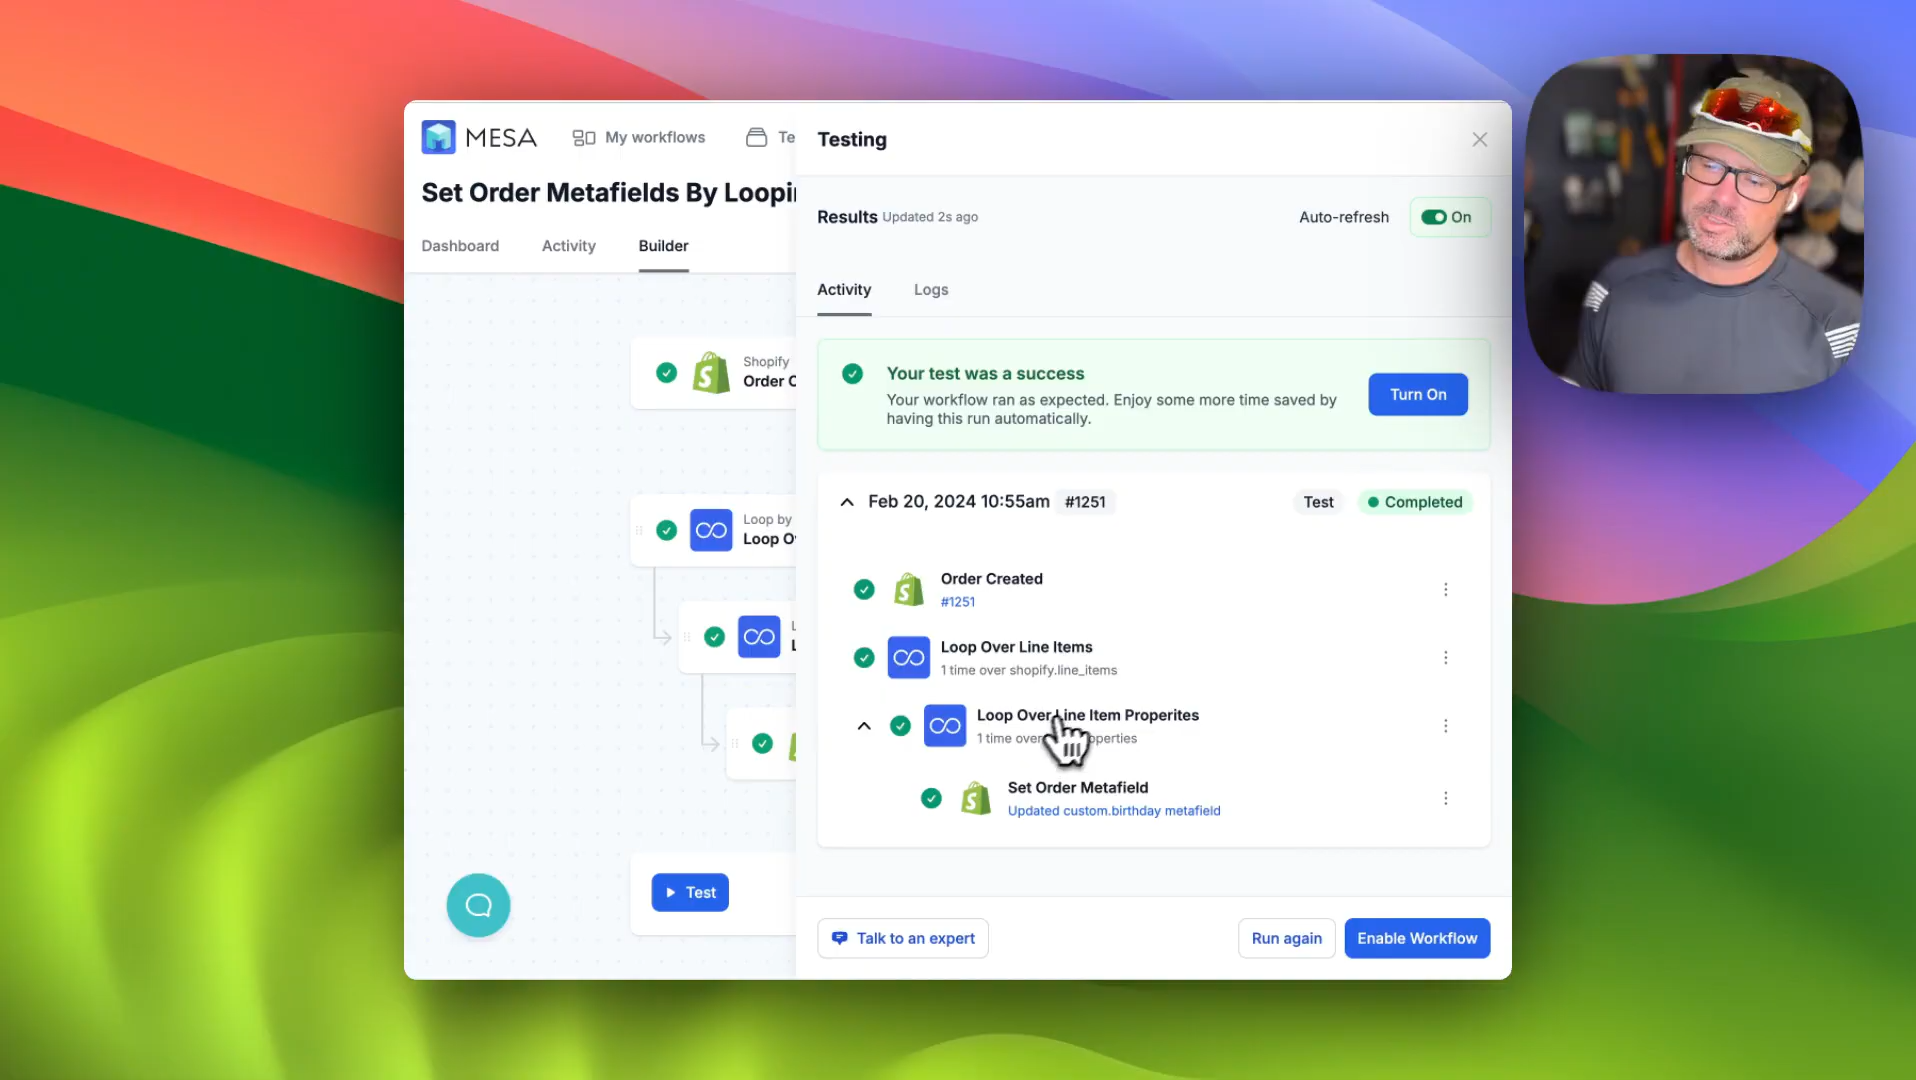 MESA
My workflows
Te
Set Order Metafields By Loopin
Dashboard
Activity
Builder
Shopify
Order C
Loop by
Loop O
L
L
Test
Testing
Results Updated 2s ago
Auto-refresh
On
Activity
Logs
Your test was a success
Your workflow ran as expected. Enjoy some more time saved by
having this run automatically.
Turn On
Feb 20, 2024 10:55am
#1251
Test
Completed
Order Created
#1251
Loop Over Line Items
1 time over shopify.line_items
Loop Over Line Item Properites
1 time over
Set Order Metafield
Updated custom.birthday metafield
Talk to an expert
Run again
Enable Workflow